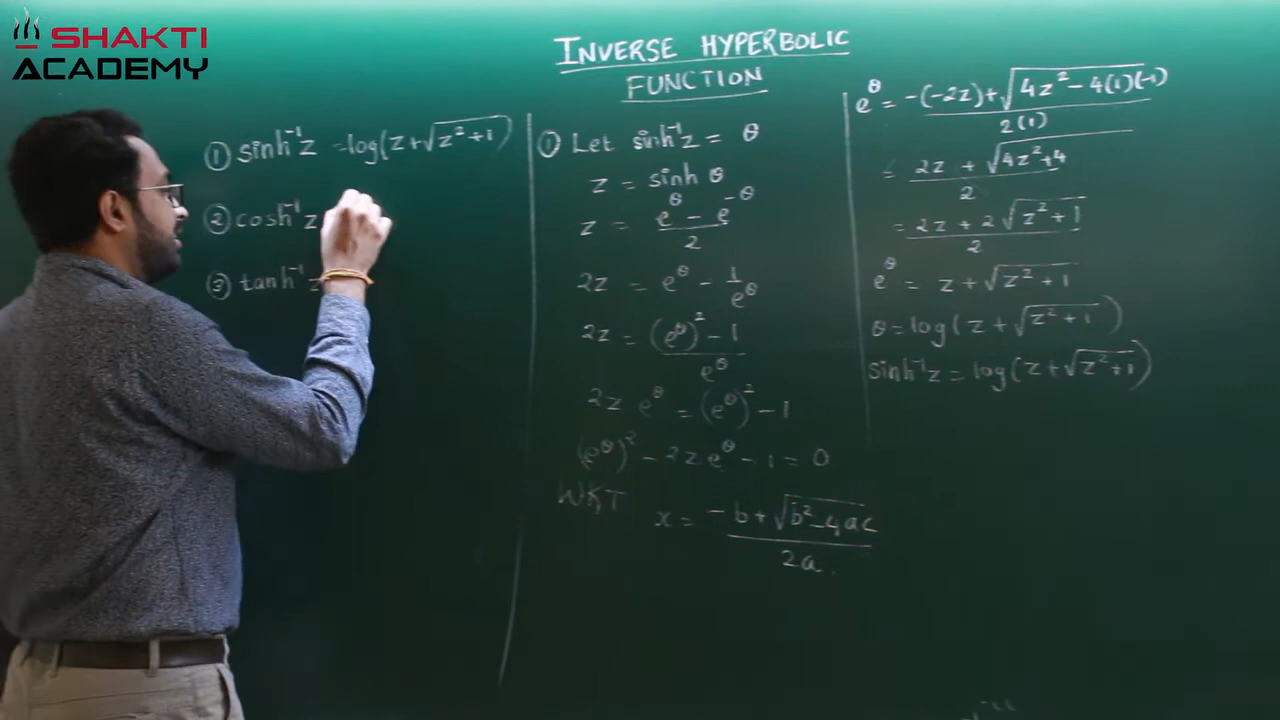 SHAKTI
ACADEMY
INVERSE HYPERBOLIC
FUNCTION
① sinh⁻¹z = log(z+√(z²+1))
② cosh⁻¹z
③ tanh⁻¹z
① Let sinh⁻¹z = θ
z = sinh θ
z = (e^θ - e^-θ)/2
2z = e^θ - 1/e^θ
2z = ((e^θ)² - 1)/e^θ
2z e^θ = (e^θ)² - 1
(e^θ)² - 2z e^θ - 1 = 0
WKT
x = (-b+√(b²-4ac))/2a
e^θ = (-(-2z)+√(4z²-4(1)(-1)))/2(1)
= (2z + √(4z²+4))/2
= (2z + 2√(z²+1))/2
e^θ = z + √(z²+1)
θ = log(z+√(z²+1))
sinh⁻¹z = log(z+√(z²+1))